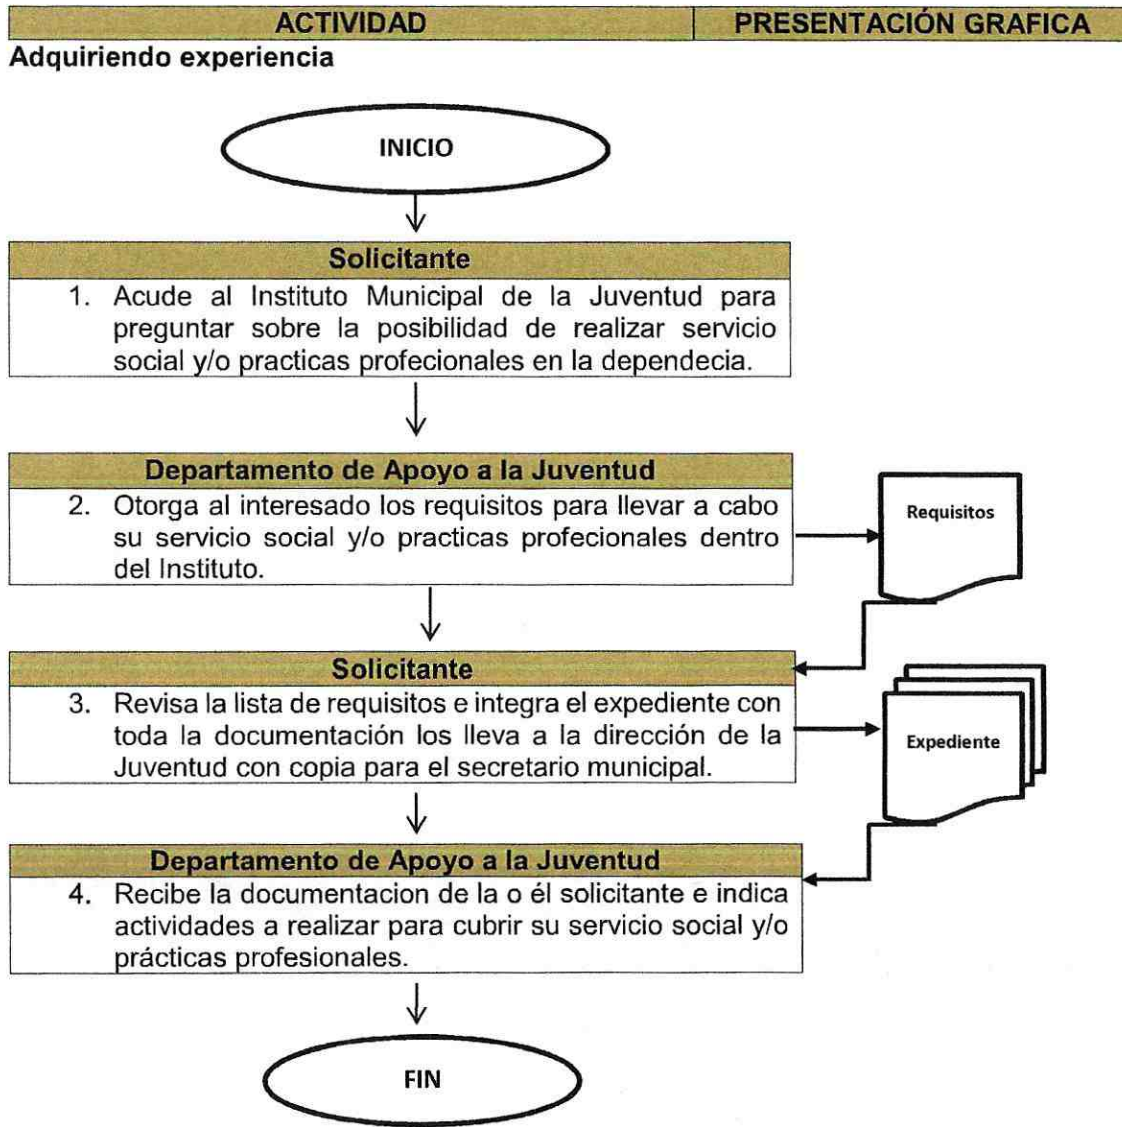 ACTIVIDAD
PRESENTACIÓN GRAFICA
Adquiriendo experiencia
INICIO
Solicitante
1. Acude al Instituto Municipal de la Juventud para
preguntar sobre la posibilidad de realizar servicio
social y/o practicas profecionales en la dependecia.
Departamento de Apoyo a la Juventud
2. Otorga al interesado los requisitos para llevar a cabo
su servicio social y/o practicas profecionales dentro
del Instituto.
Requisitos
Solicitante
3. Revisa la lista de requisitos e integra el expediente con
toda la documentación los lleva a la dirección de la
Juventud con copia para el secretario municipal.
Expediente
Departamento de Apoyo a la Juventud
4. Recibe la documentacion de la o él solicitante e indica
actividades a realizar para cubrir su servicio social y/o
prácticas profesionales.
FIN